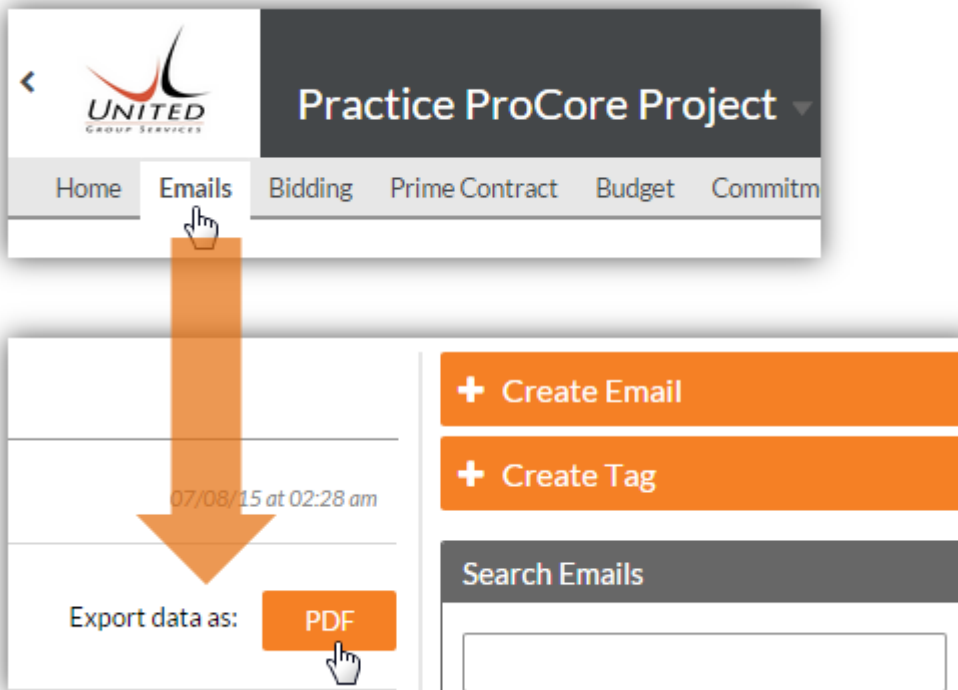 UNITED
GROUP SERVICES
Practice ProCore Project
Home Emails Bidding Prime Contract Budget Commitm
+ Create Email
+ Create Tag
07/08/15 at 02:28 am
Search Emails
Export data as: PDF